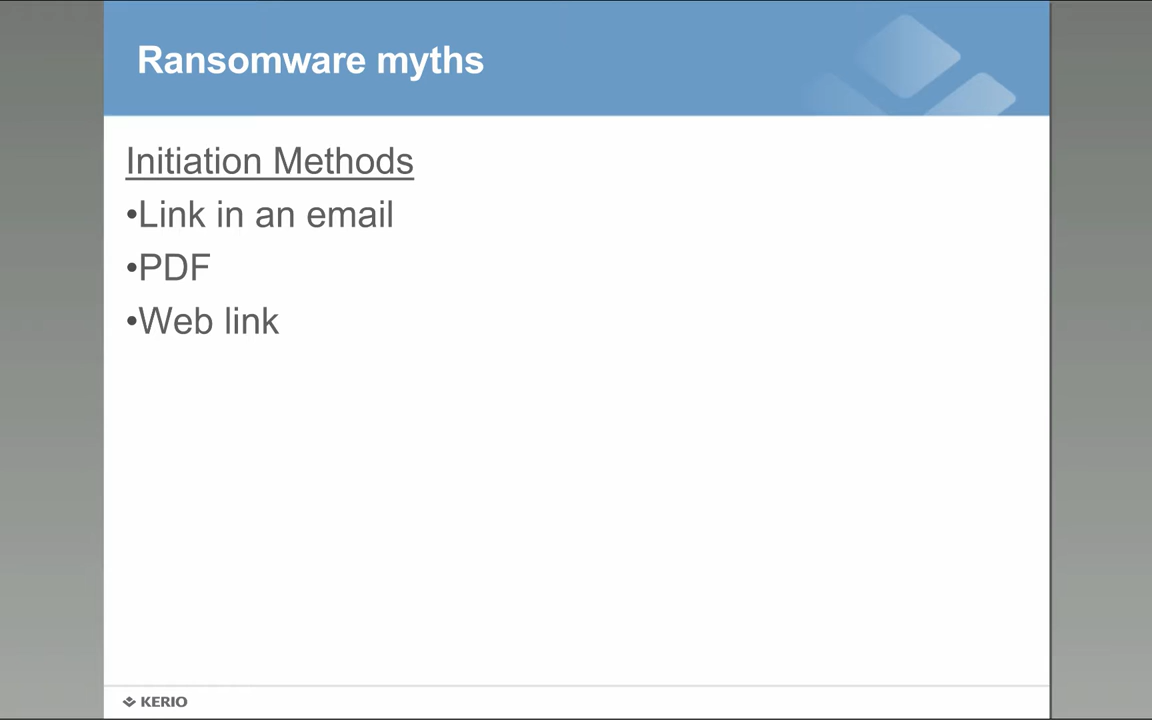 Ransomware myths
Initiation Methods
•Link in an email
•PDF
•Web link
KERIO